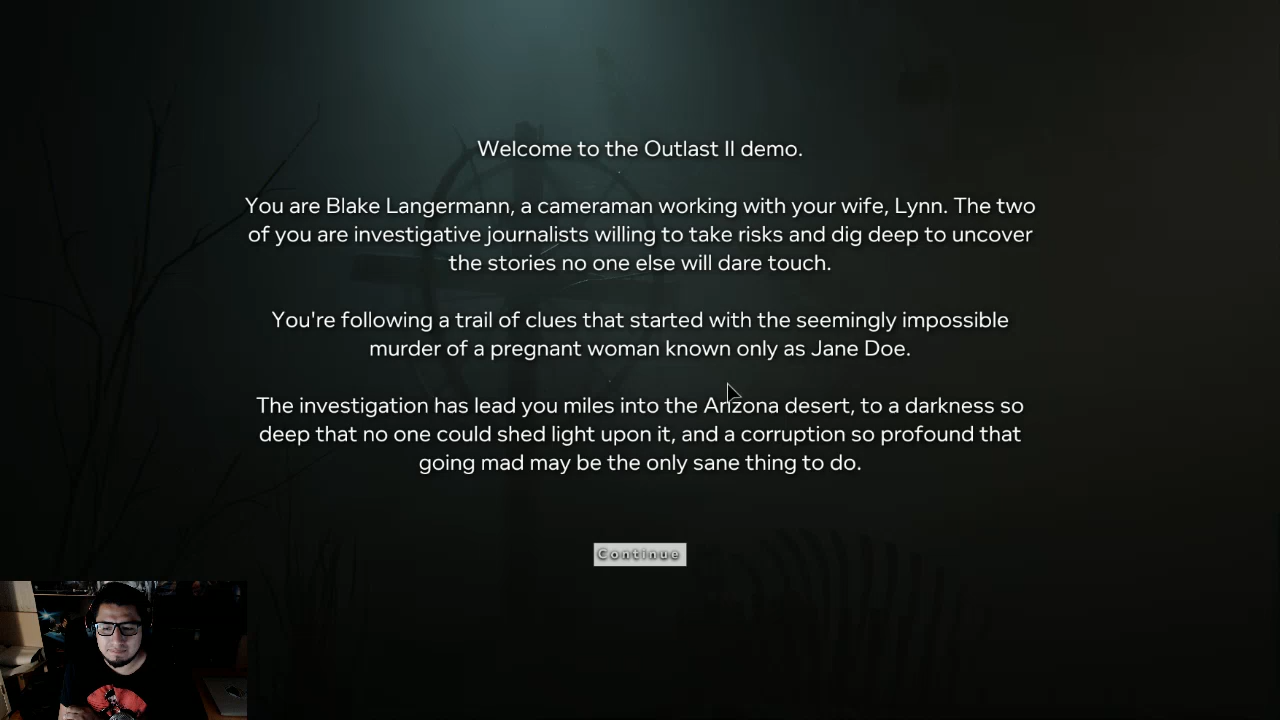 Welcome to the Outlast II demo.
You are Blake Langermann, a cameraman working with your wife, Lynn. The two
of you are investigative journalists willing to take risks and dig deep to uncover
the stories no one else will dare touch.
You're following a trail of clues that started with the seemingly impossible
murder of a pregnant woman known only as Jane Doe.
The investigation has lead you miles into the Arizona desert, to a darkness so
deep that no one could shed light upon it, and a corruption so profound that
going mad may be the only sane thing to do.
Continue